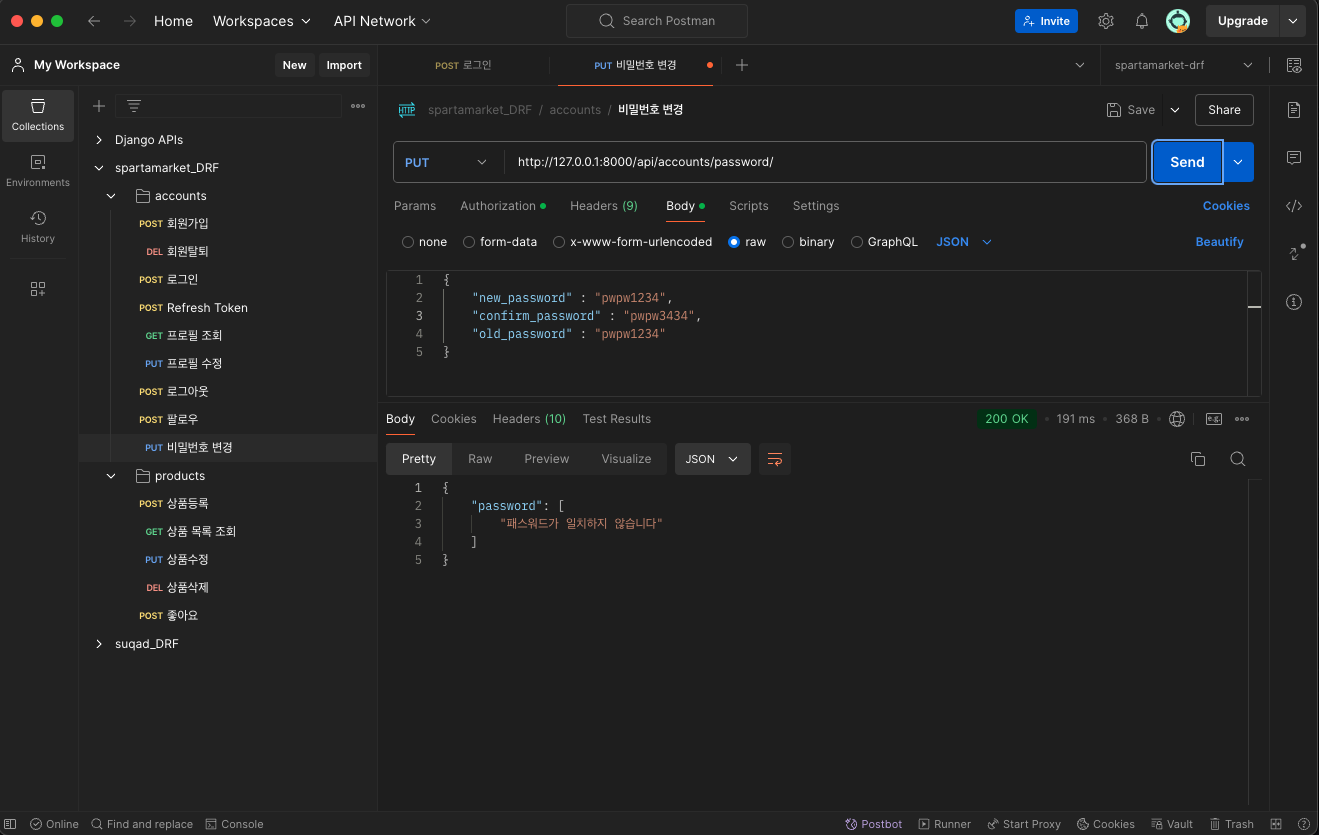 Home Workspaces API Network Search Postman Invite Upgrade
My Workspace New Import POST 로그인 PUT 비밀번호 변경 spartamarket-drf
Collections
Environments
History
Django APIs
spartamarket_DRF
accounts
POST 회원가입
DEL 회원탈퇴
POST 로그인
POST Refresh Token
GET 프로필 조회
PUT 프로필 수정
POST 로그아웃
POST 팔로우
PUT 비밀번호 변경
products
POST 상품등록
GET 상품 목록 조회
PUT 상품수정
DEL 상품삭제
POST 좋아요
suqad_DRF
HTTP spartamarket_DRF / accounts / 비밀번호 변경 Save Share
PUT http://127.0.0.1:8000/api/accounts/password/ Send
Params Authorization Headers (9) Body Scripts Settings Cookies
none form-data x-www-form-urlencoded raw binary GraphQL JSON Beautify
1 {
2 "new_password" : "pwpw1234",
3 "confirm_password" : "pwpw3434",
4 "old_password" : "pwpw1234"
5 }
Body Cookies Headers (10) Test Results 200 OK 191 ms 368 B e.g.
Pretty Raw Preview Visualize JSON
1 {
2 "password": [
3 "패스워드가 일치하지 않습니다"
4 ]
5 }
Online Find and replace Console Postbot Runner Start Proxy Cookies Vault Trash